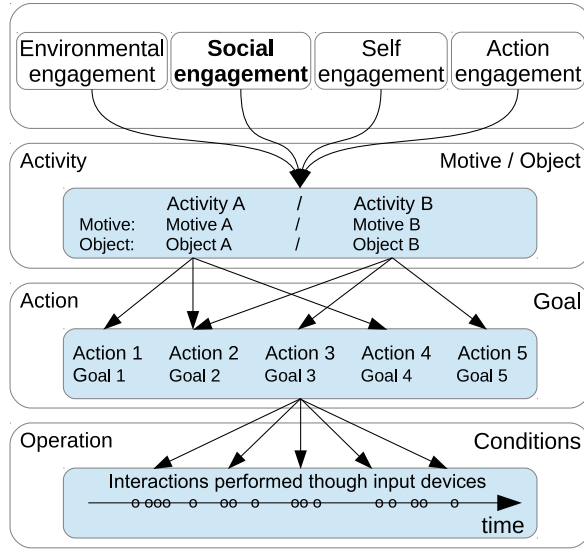 Environmental Social Self Action
engagement engagement engagement engagement
Activity Motive / Object
Activity A / Activity B
Motive: Motive A / Motive B
Object: Object A / Object B
Action Goal
Action 1 Action 2 Action 3 Action 4 Action 5
Goal 1 Goal 2 Goal 3 Goal 4 Goal 5
Operation Conditions
Interactions performed though input devices
time